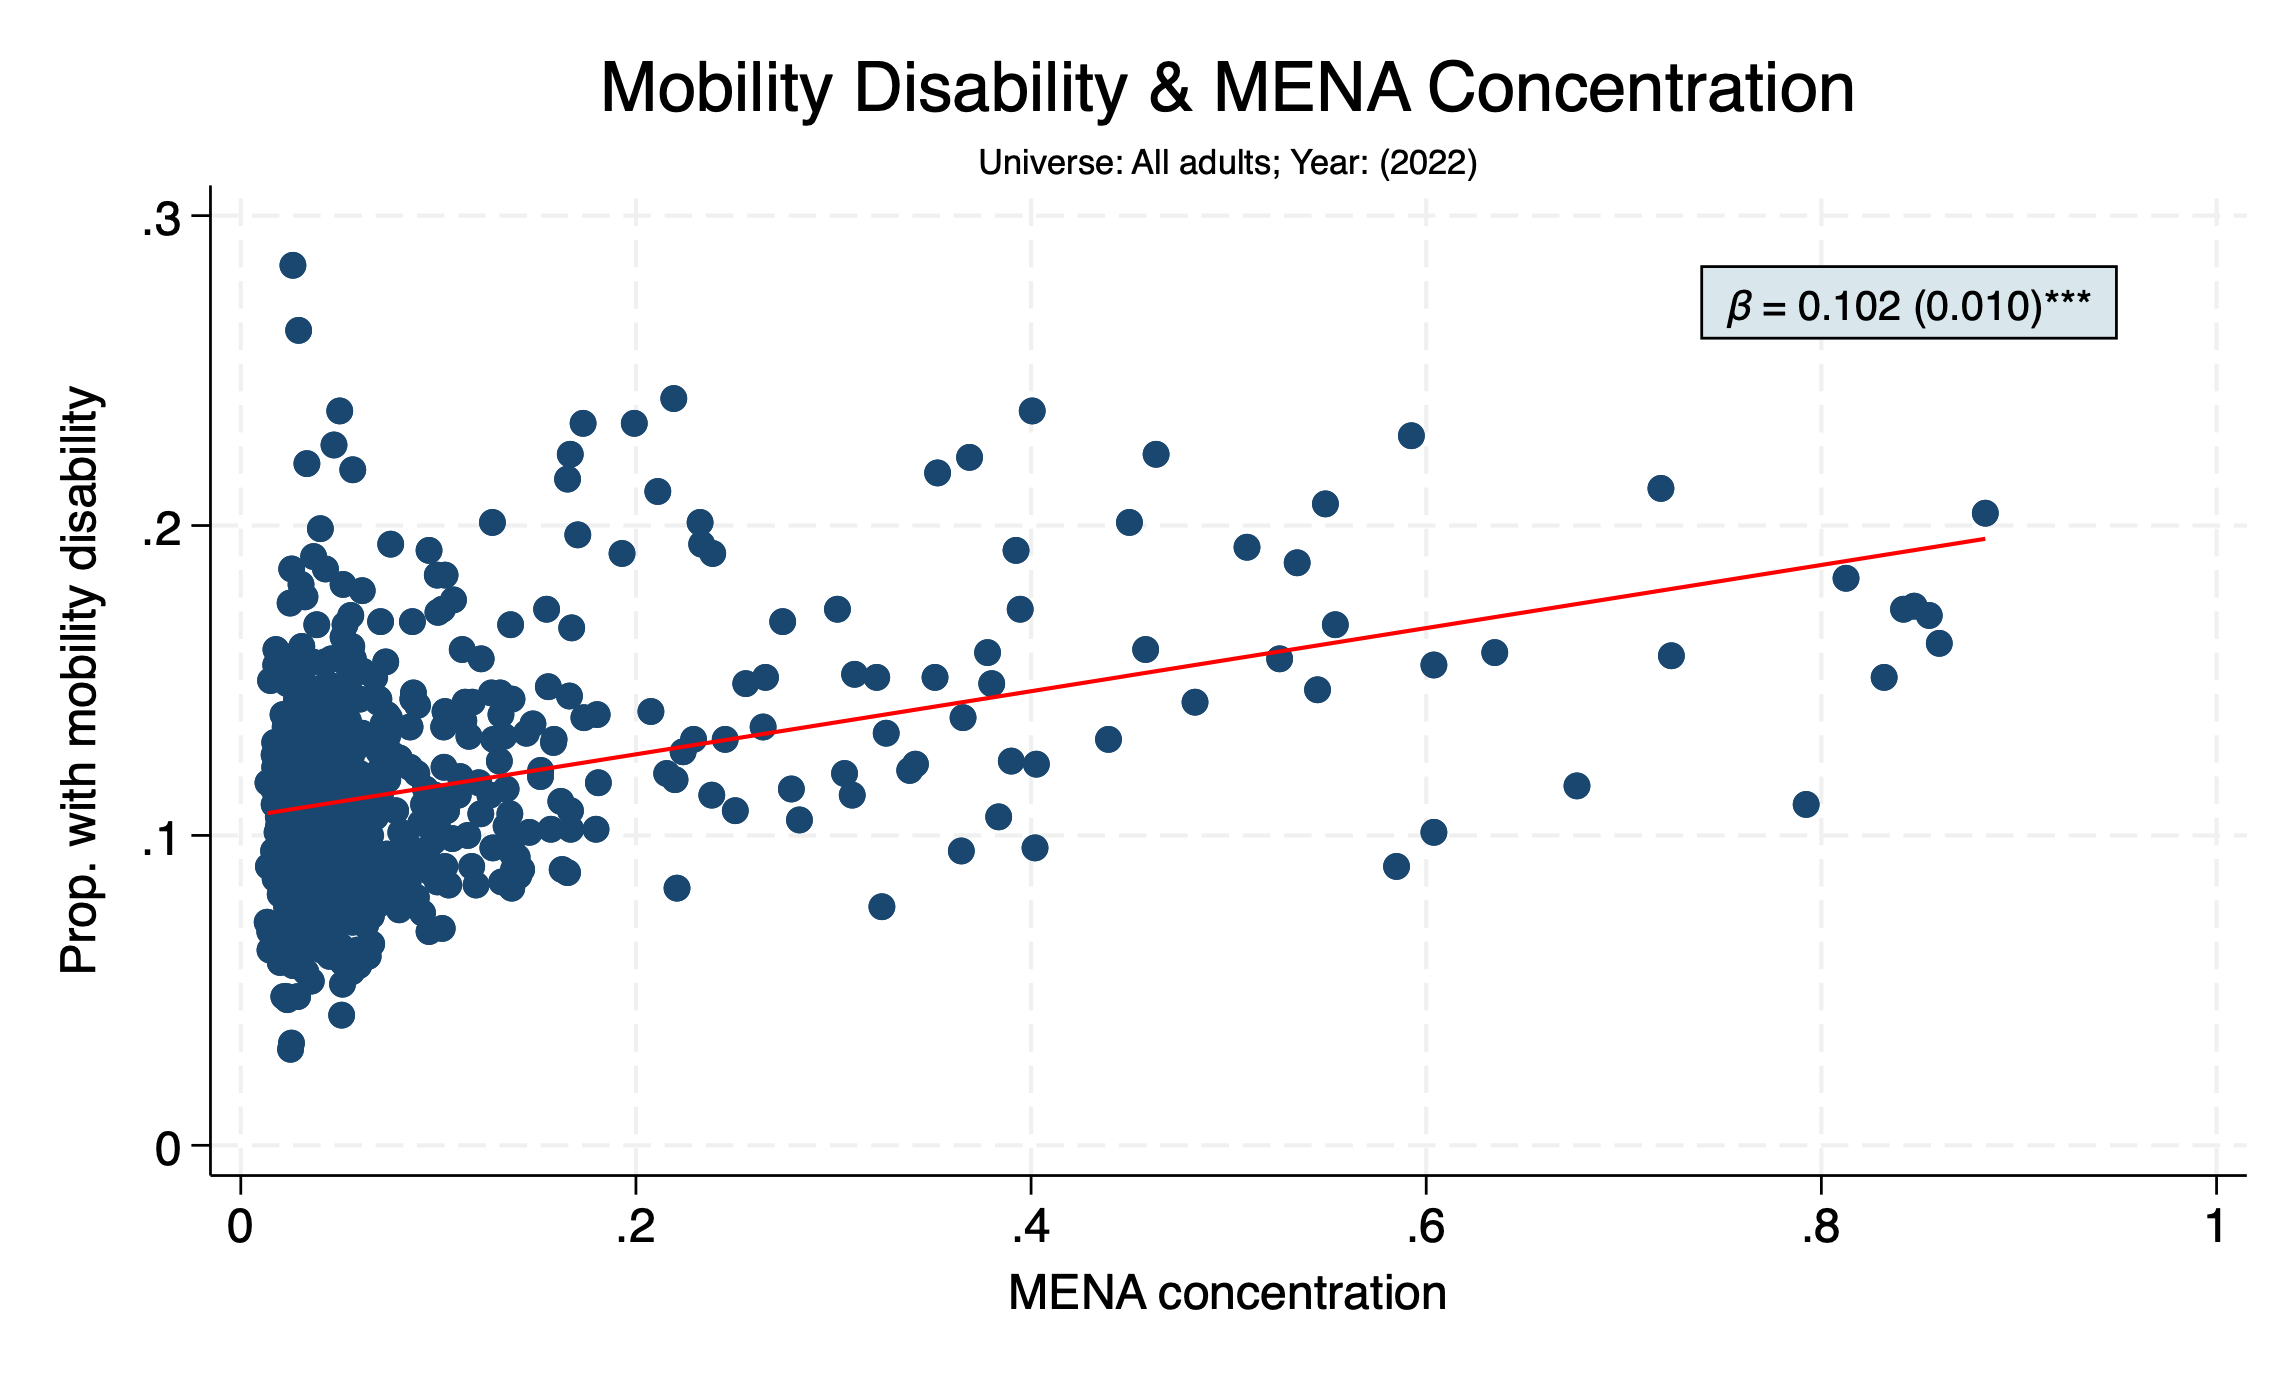 Mobility Disability & MENA Concentration
Universe: All adults; Year: (2022)
β = 0.102 (0.010)***
Prop. with mobility disability
.3
.2
.1
0
0 .2 .4 .6 .8 1
MENA concentration